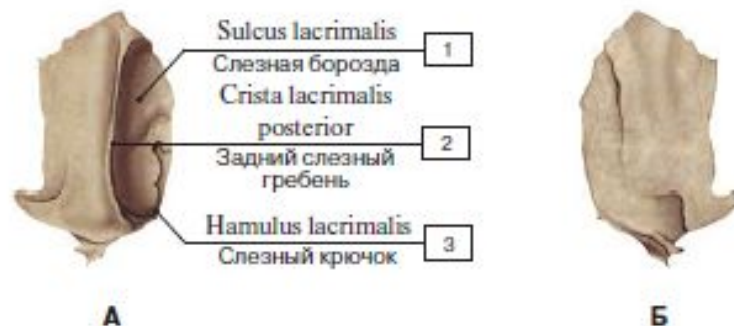 Sulcus lacrimalis
1
Слезная борозда
Crista lacrimalis
posterior
2
Задний слезный
гребень
Hamulus lacrimalis
3
Слезный крючок
А
Б